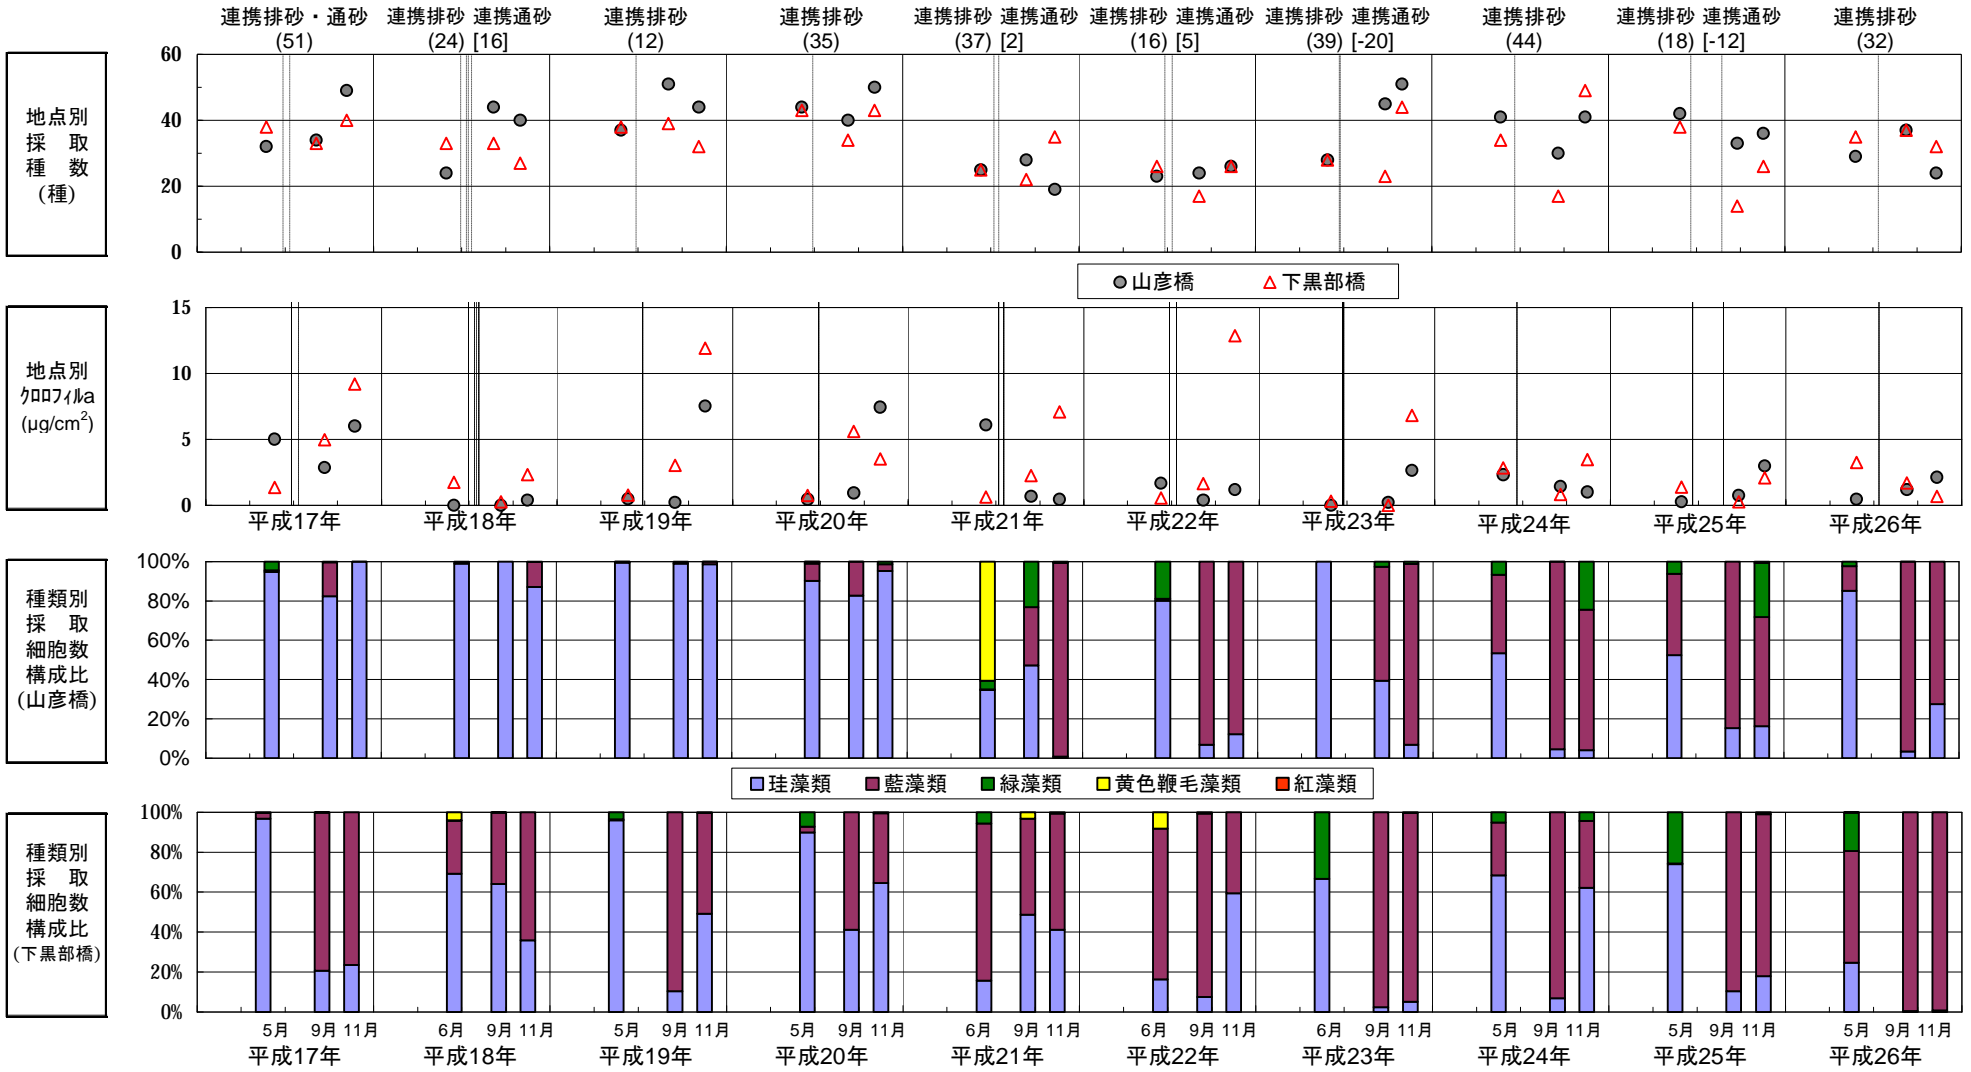 連携排砂・通砂 連携排砂 連携通砂 連携排砂 連携排砂 連携排砂 連携通砂 連携排砂 連携通砂 連携排砂 連携通砂 連携排砂 連携排砂 連携通砂 連携排砂
(51) (24) [16] (12) (35) (37) [2] (16) [5] (39) [-20] (44) (18) [-12] (32)
地点別
採　取
種　数
(種)
60
40
20
0
山彦橋 下黒部橋
地点別
ｸﾛﾛﾌｨﾙa
(μg/cm2)
15
10
5
0
平成17年 平成18年 平成19年 平成20年 平成21年 平成22年 平成23年 平成24年 平成25年 平成26年
種類別
採　取
細胞数
構成比
(山彦橋)
100%
80%
60%
40%
20%
0%
珪藻類 藍藻類 緑藻類 黄色鞭毛藻類 紅藻類
種類別
採　取
細胞数
構成比
(下黒部橋)
100%
80%
60%
40%
20%
0%
5月 9月 11月 6月 9月 11月 5月 9月 11月 5月 9月 11月 6月 9月 11月 6月 9月 11月 6月 9月 11月 5月 9月 11月 5月 9月 11月 5月 9月 11月
平成17年 平成18年 平成19年 平成20年 平成21年 平成22年 平成23年 平成24年 平成25年 平成26年